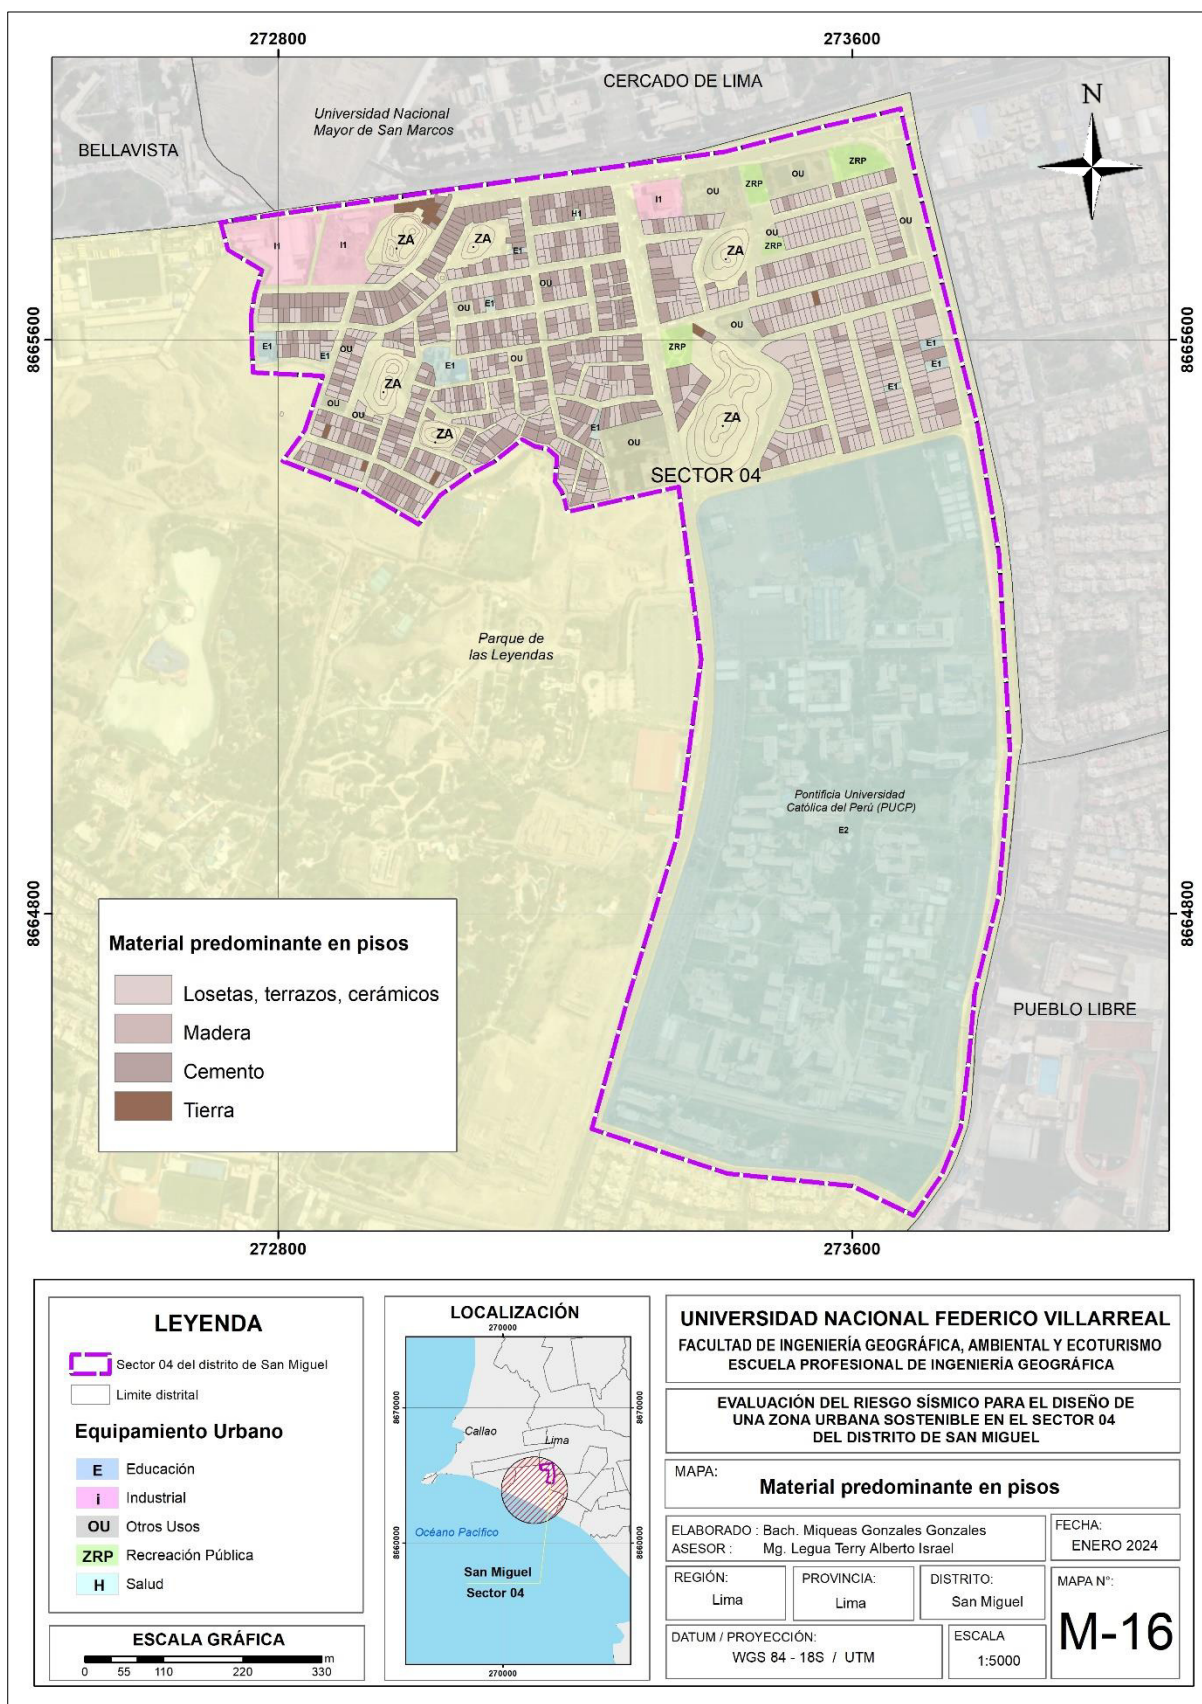 272800
273600
CERCADO DE LIMA
Universidad Nacional
Mayor de San Marcos
BELLAVISTA
N
ZRP
OU
ZRP
I1
OU
H1
OU
OU
ZRP
I1
I1
ZA
ZA
E1
ZA
8665600
8665600
OU
E1
OU
OU
E1
E1
OU
E1
OU
ZRP
OU
E1
E1
E1
ZA
OU
OU
ZA
E1
OU
ZA
SECTOR 04
Parque de
las Leyendas
Pontificia Universidad
Católica del Perú (PUCP)
E2
8664800
8664800
PUEBLO LIBRE
Material predominante en pisos
Losetas, terrazos, cerámicos
Madera
Cemento
Tierra
272800
273600
LEYENDA
Sector 04 del distrito de San Miguel
Limite distrital
Equipamiento Urbano
E Educación
i Industrial
OU Otros Usos
ZRP Recreación Pública
H Salud
ESCALA GRÁFICA
m
0 55 110 220 330
LOCALIZACIÓN
270000
8670000
8670000
Callao
Lima
Océano Pacífico
8660000
8660000
San Miguel
Sector 04
270000
UNIVERSIDAD NACIONAL FEDERICO VILLARREAL
FACULTAD DE INGENIERÍA GEOGRÁFICA, AMBIENTAL Y ECOTURISMO
ESCUELA PROFESIONAL DE INGENIERÍA GEOGRÁFICA
EVALUACIÓN DEL RIESGO SÍSMICO PARA EL DISEÑO DE
UNA ZONA URBANA SOSTENIBLE EN EL SECTOR 04
DEL DISTRITO DE SAN MIGUEL
MAPA:
Material predominante en pisos
ELABORADO : Bach. Miqueas Gonzales Gonzales
ASESOR : Mg. Legua Terry Alberto Israel
FECHA:
ENERO 2024
REGIÓN:
Lima
PROVINCIA:
Lima
DISTRITO:
San Miguel
MAPA N°:
M-16
DATUM / PROYECCIÓN:
WGS 84 - 18S / UTM
ESCALA
1:5000